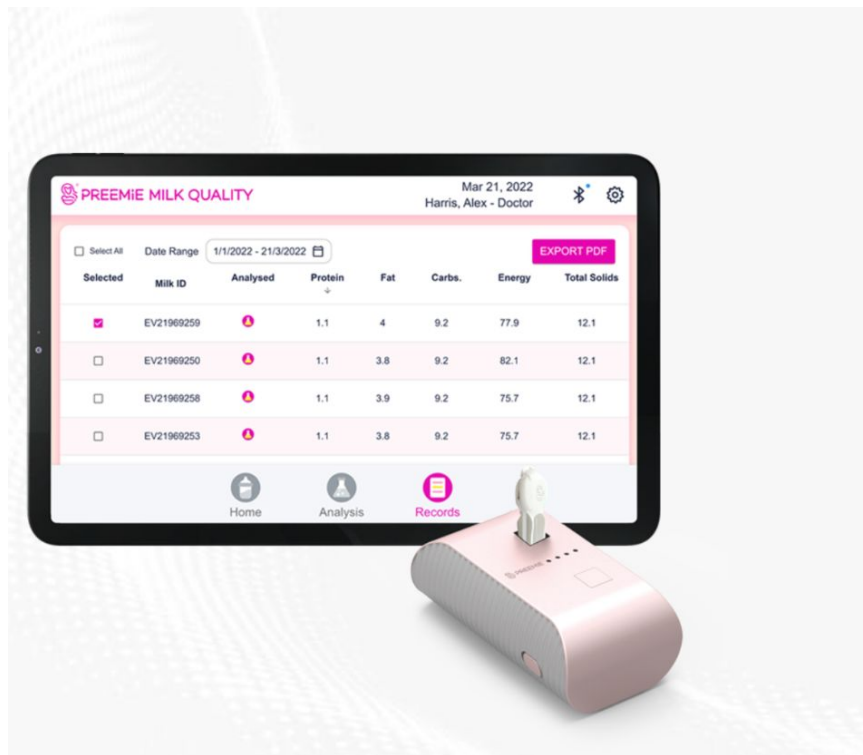 PREEMiE MILK QUALITY
Mar 21, 2022
Harris, Alex - Doctor
Select All Date Range 1/1/2022 - 21/3/2022 EXPORT PDF
Selected Milk ID Analysed Protein Fat Carbs. Energy Total Solids
EV21969259 1.1 4 9.2 77.9 12.1
EV21969250 1.1 3.8 9.2 82.1 12.1
EV21969258 1.1 3.9 9.2 75.7 12.1
EV21969253 1.1 3.8 9.2 75.7 12.1
Home Analysis Records
PREEMiE